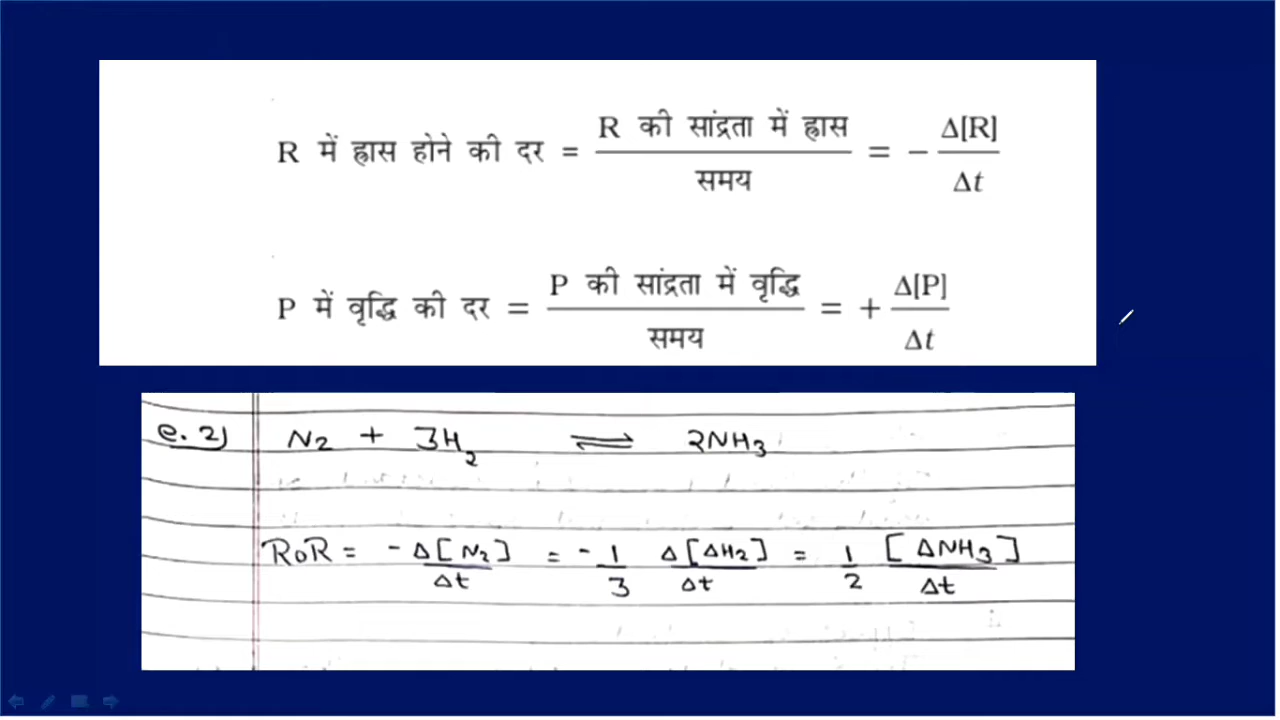 R में ह्रास होने की दर = R की सांद्रता में ह्रास / समय = − Δ[R] / Δt
P में वृद्धि की दर = P की सांद्रता में वृद्धि / समय = + Δ[P] / Δt
e. 2) N2 + 3H2 ⇌ 2NH3
RoR = - Δ[N2] / Δt = - 1/3 Δ[ΔH2] / Δt = 1/2 [ΔNH3] / Δt